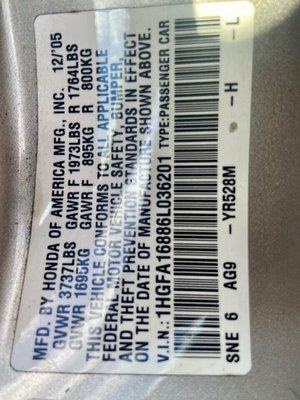 MFD. BY HONDA OF AMERICA MFG., INC. 12/05
GVWR 3737LBS GAWR F 1973LBS R 1764LBS
GVWR 1695KG GAWR F 895KG R 800KG
THIS VEHICLE CONFORMS TO ALL APPLICABLE
FEDERAL MOTOR VEHICLE SAFETY, BUMPER,
AND THEFT PREVENTION STANDARDS IN EFFECT
ON THE DATE OF MANUFACTURE SHOWN ABOVE.
V.I.N.: 1HGFA16886L036201 TYPE:PASSENGER CAR
SNE 6 AG9 -YR528M -H -L